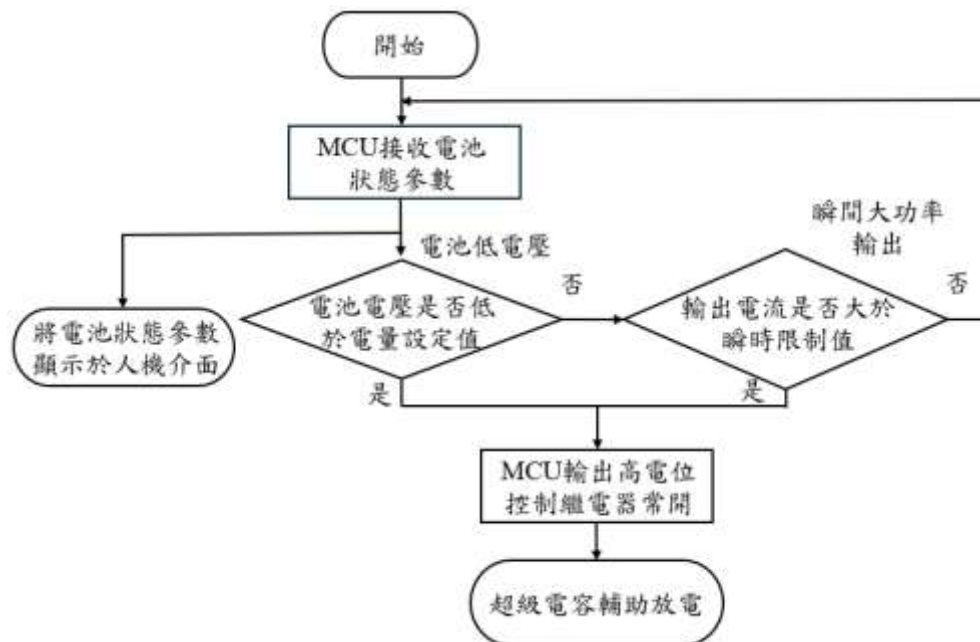 開始
MCU接收電池
狀態參數
瞬間大功率
輸出
電池低電壓
否
否
電池電壓是否低
於電量設定值
輸出電流是否大於
瞬時限制值
將電池狀態參數
顯示於人機介面
是
是
MCU輸出高電位
控制繼電器常開
超級電容輔助放電